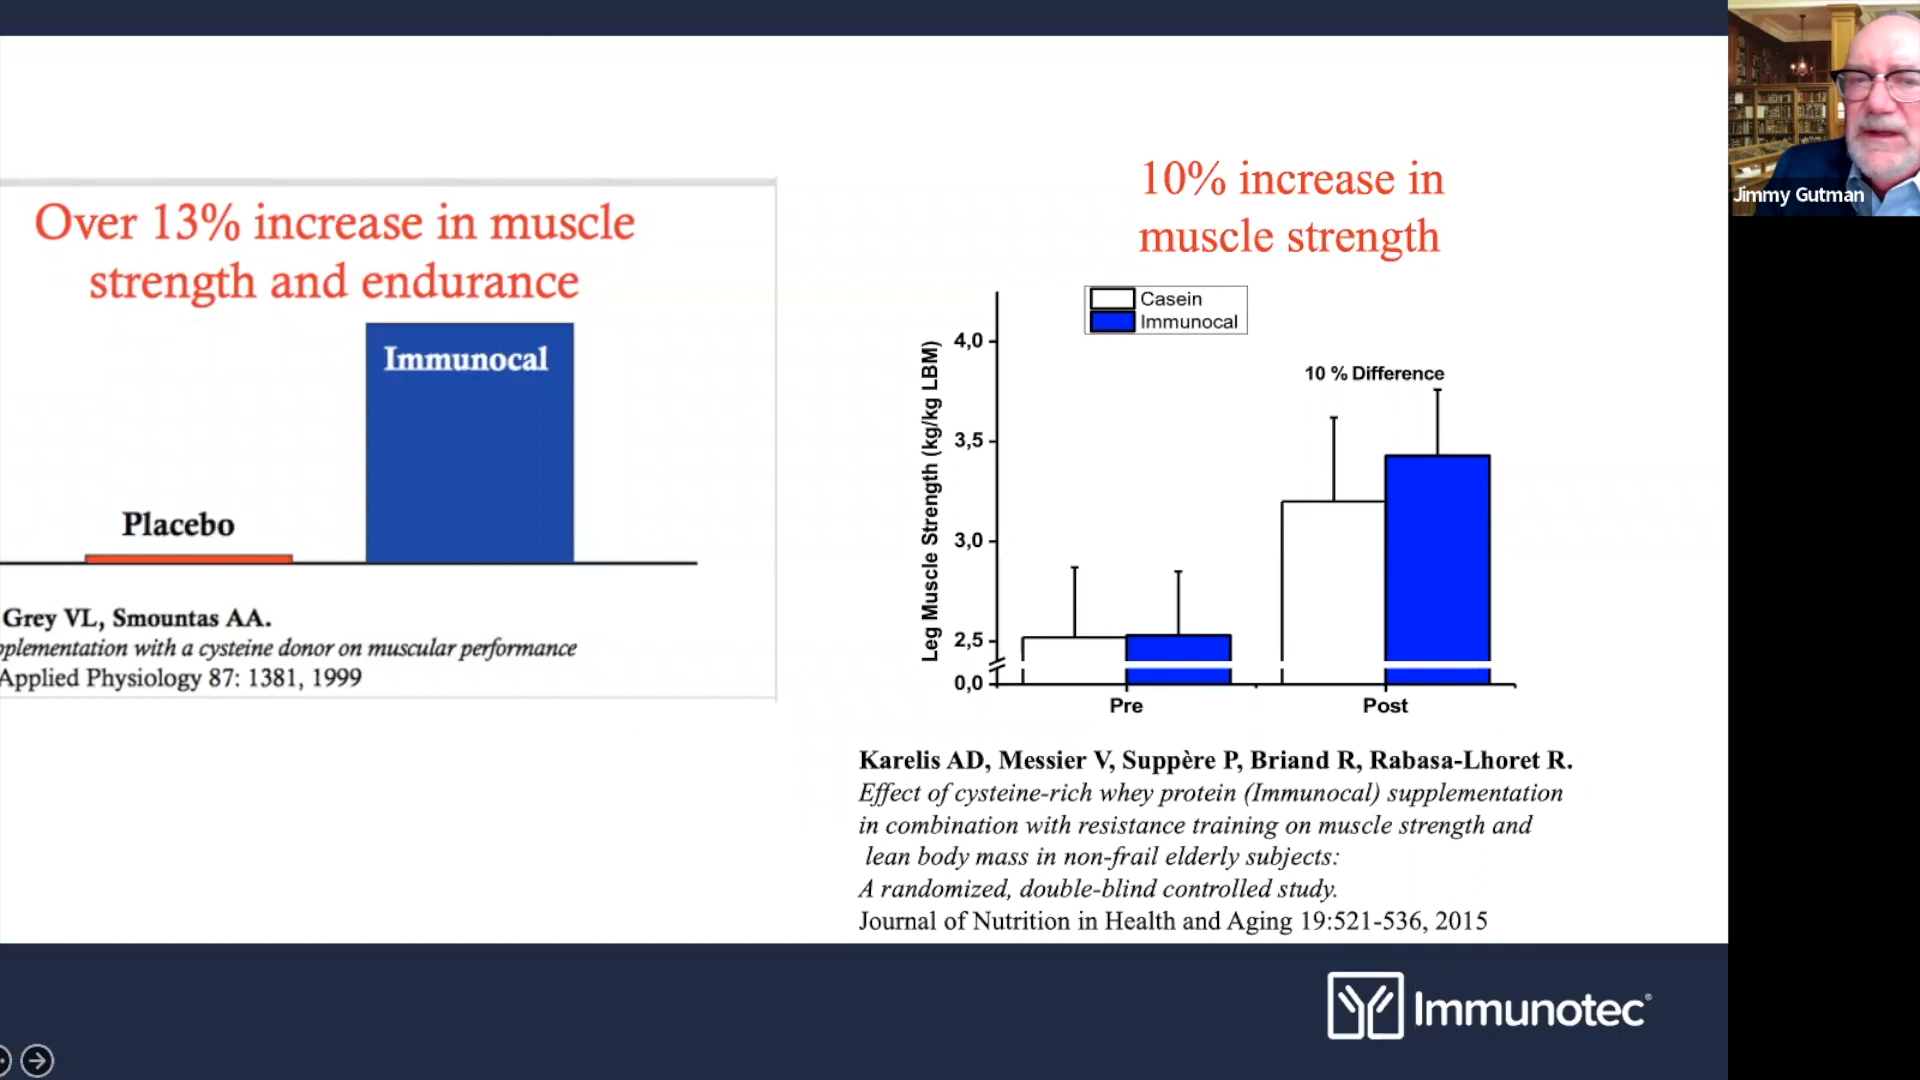 Over 13% increase in muscle
strength and endurance
Immunocal
Placebo
Grey VL, Smountas AA.
with a cysteine donor on muscular performance
Applied Physiology 87: 1381, 1999
10% increase in
muscle strength
Casein
Immunocal
Leg Muscle Strength (kg/kg LBM)
4,0
3,5
3,0
2,5
0,0
10 % Difference
Pre
Post
Karelis AD, Messier V, Suppère P, Briand R, Rabasa-Lhoret R.
Effect of cysteine-rich whey protein (Immunocal) supplementation
in combination with resistance training on muscle strength and
lean body mass in non-frail elderly subjects:
A randomized, double-blind controlled study.
Journal of Nutrition in Health and Aging 19:521-536, 2015
Immunotec®
Jimmy Gutman